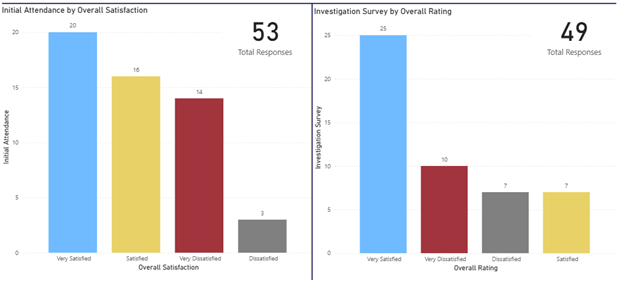 Initial Attendance by Overall Satisfaction
53
Total Responses
20
15
10
5
0
Initial Attendance
20
16
14
3
Very Satisfied
Satisfied
Very Dissatisfied
Dissatisfied
Overall Satisfaction
Investigation Survey by Overall Rating
49
Total Responses
25
20
15
10
5
0
Investigation Survey
25
10
7
7
Very Satisfied
Very Dissatisfied
Dissatisfied
Satisfied
Overall Rating